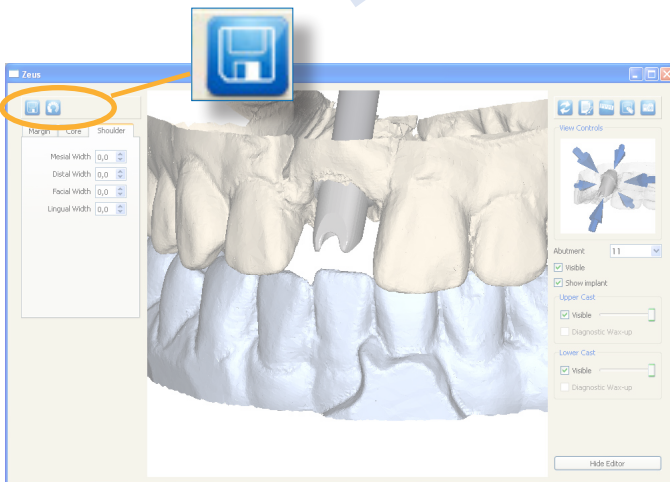 Zeus
Margin Core Shoulder
Mesial Width 0,0
Distal Width 0,0
Facial Width 0,0
Lingual Width 0,0
View Controls
Abutment 11
Visible
Show implant
Upper Cast
Visible
Diagnostic Wax-up
Lower Cast
Visible
Diagnostic Wax-up
Hide Editor